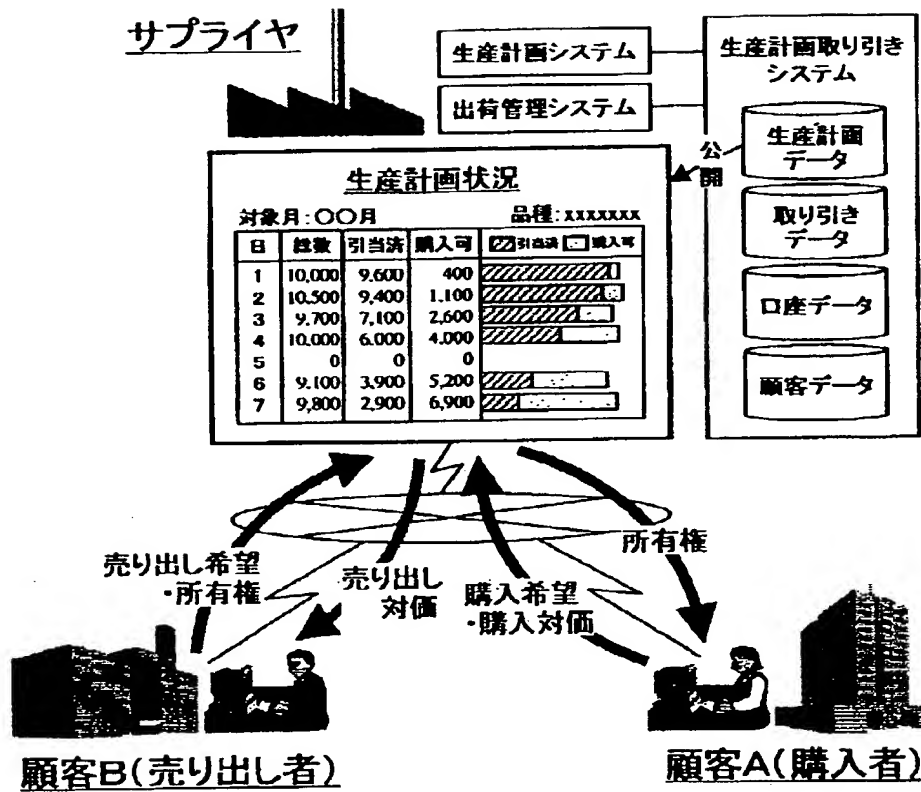 サプライヤ
生産計画システム
出荷管理システム
生産計画取り引き
システム
生産計画
データ
取り引き
データ
口座データ
顧客データ
公開
生産計画状況
対象月:〇〇月 品種:xxxxxxx
日 総数 引当済 購入可 引当済 購入可
1 10,000 9,600 400
2 10,500 9,400 1,100
3 9,700 7,100 2,600
4 10,000 6,000 4,000
5 0 0 0
6 9,100 3,900 5,200
7 9,800 2,900 6,900
売り出し希望
・所有権
売り出し
対価
購入希望
・購入対価
所有権
顧客B(売り出し者)
顧客A(購入者)